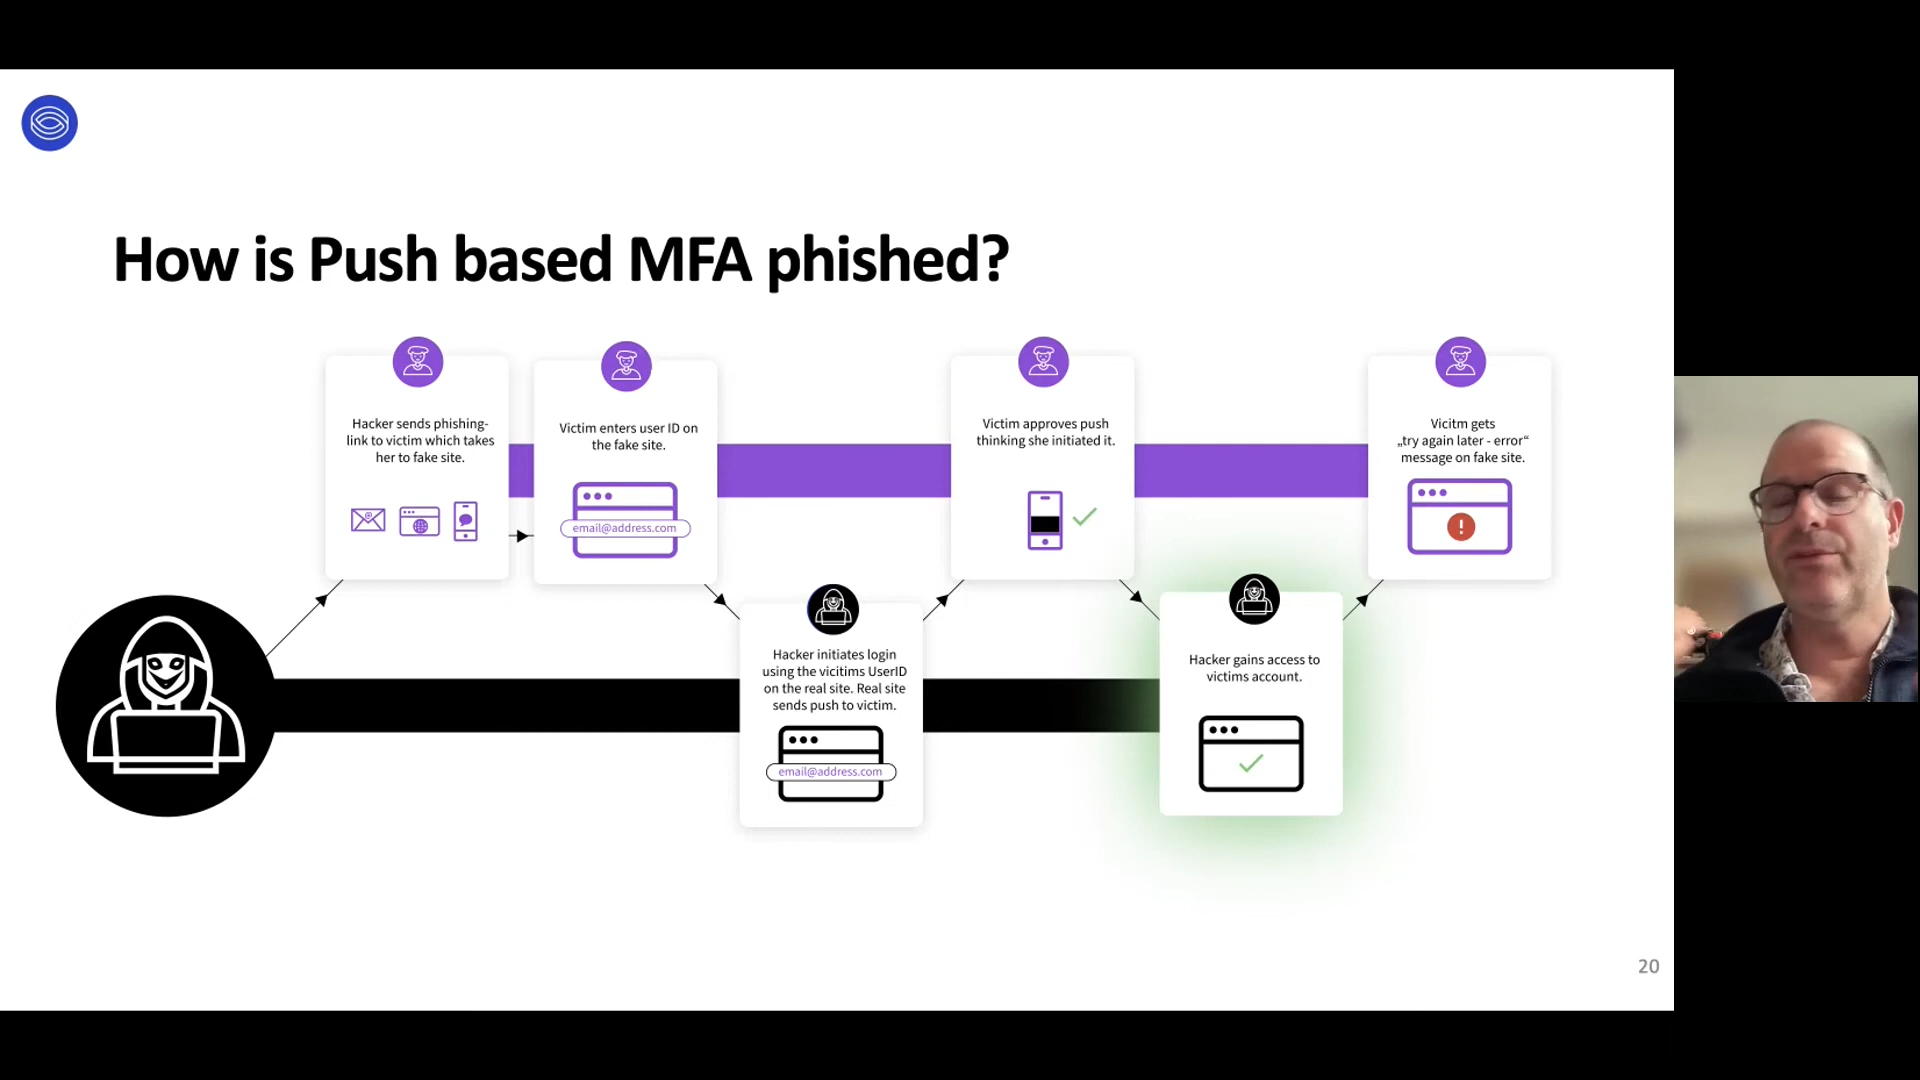 How is Push based MFA phished?
Hacker sends phishing-
link to victim which takes
her to fake site.
Victim enters user ID on
the fake site.
email@address.com
Hacker initiates login
using the vicitims UserID
on the real site. Real site
sends push to victim.
email@address.com
Victim approves push
thinking she initiated it.
Hacker gains access to
victims account.
Vicitm gets
„try again later - error“
message on fake site.
!
20